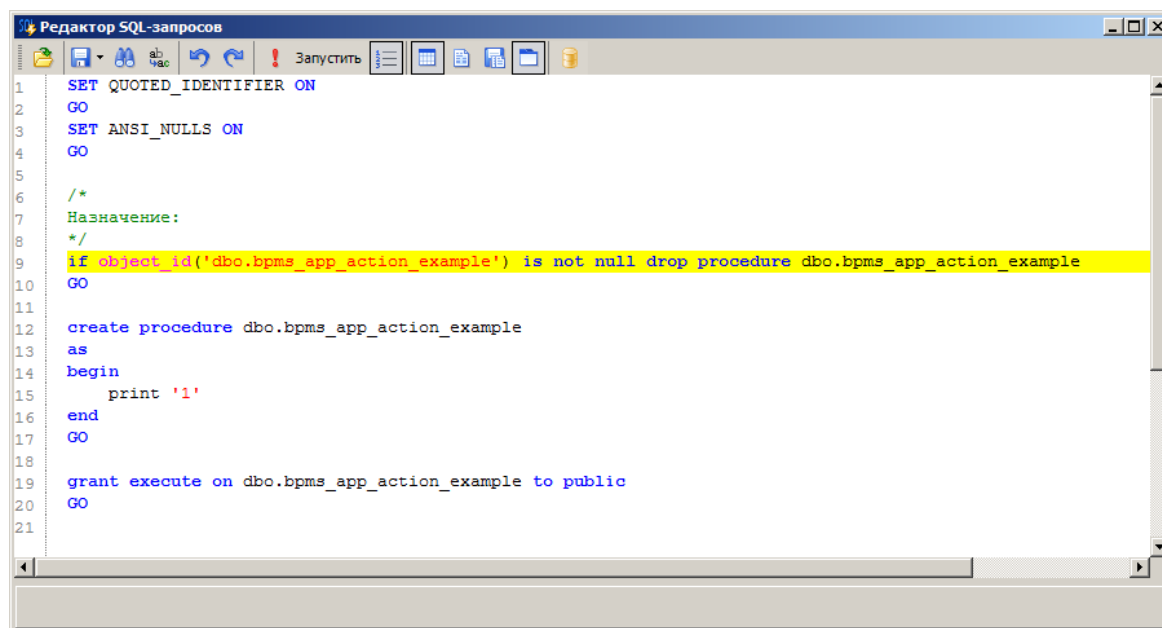 Редактор SQL-запросов
Запустить
1 SET QUOTED_IDENTIFIER ON
2 GO
3 SET ANSI_NULLS ON
4 GO
5
6 /*
7 Назначение:
8 */
9 if object_id('dbo.bpms_app_action_example') is not null drop procedure dbo.bpms_app_action_example
10 GO
11
12 create procedure dbo.bpms_app_action_example
13 as
14 begin
15 print '1'
16 end
17 GO
18
19 grant execute on dbo.bpms_app_action_example to public
20 GO
21